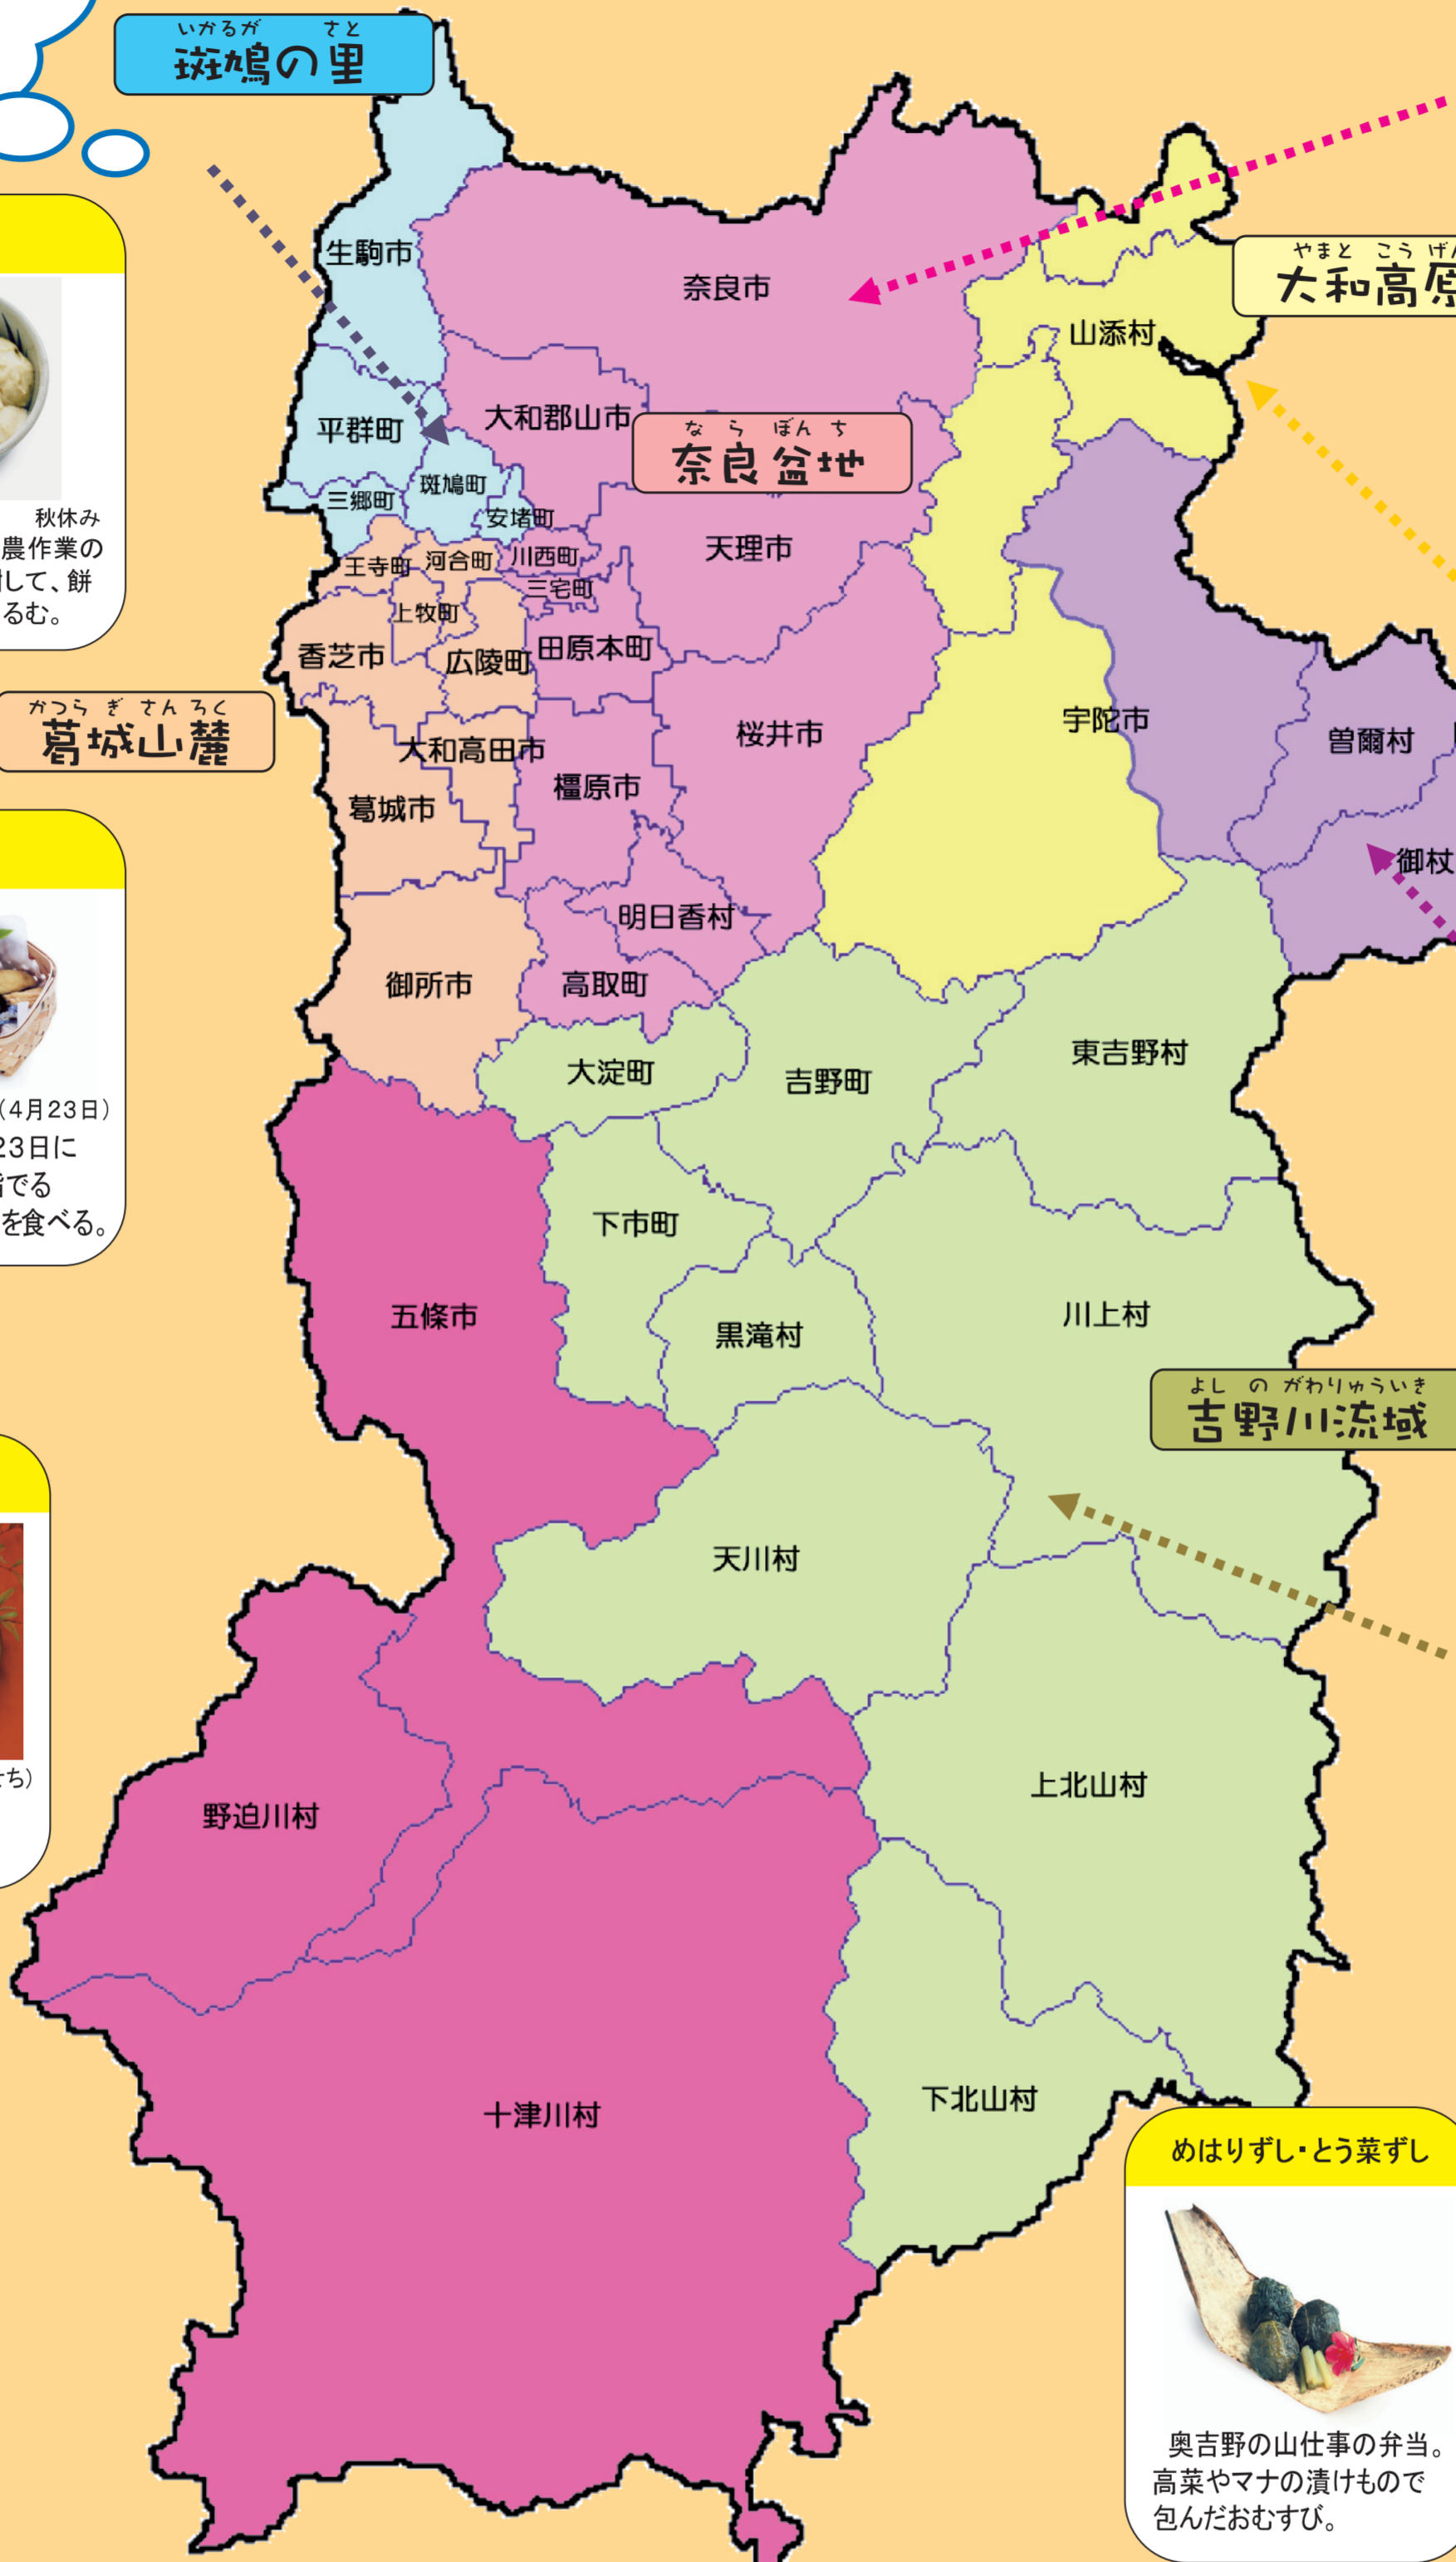 いかるが さと
斑鳩の里
生駒市
奈良市
やまと こうげ
大和高原
山添村
平群町
大和郡山市
なら ぼんち
奈良盆地
斑鳩町
三郷町
安堵町
秋休み
農作業の
して、餅
るむ。
天理市
王寺町
河合町
川西町
三宅町
上牧町
香芝市
広陵町
田原本町
かつらぎ さんろく
葛城山麓
宇陀市
桜井市
曽爾村
大和高田市
橿原市
葛城市
御杖
明日香村
御所市
高取町
東吉野村
大淀町
吉野町
(4月23日)
23日に
でる
を食べる。
下市町
五條市
川上村
黒滝村
よし の がわりゅういき
吉野川流域
天川村
ち)
上北山村
野迫川村
下北山村
十津川村
めはりずし・とう菜ずし
奥吉野の山仕事の弁当。
高菜やマナの漬けもので
包んだおむすび。